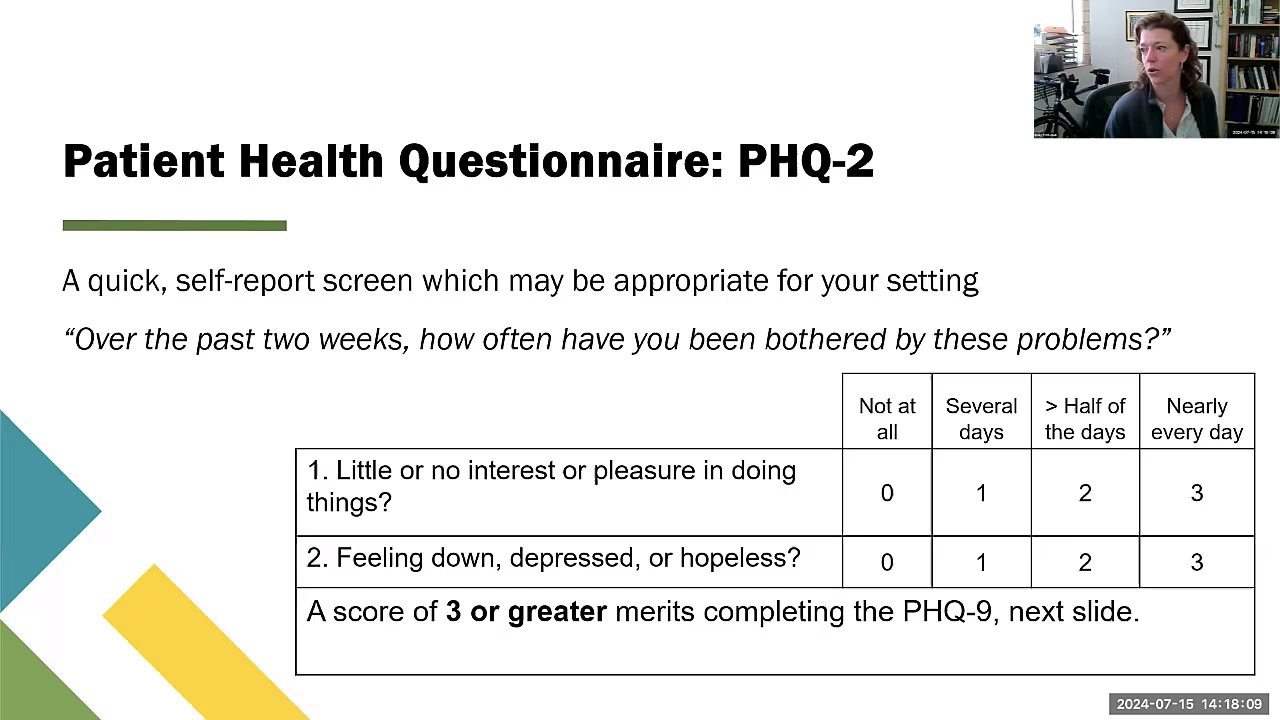 Patient Health Questionnaire: PHQ-2
A quick, self-report screen which may be appropriate for your setting
“Over the past two weeks, how often have you been bothered by these problems?”
Not at all
Several days
> Half of the days
Nearly every day
1. Little or no interest or pleasure in doing
things?
0 1 2 3
2. Feeling down, depressed, or hopeless?
0 1 2 3
A score of 3 or greater merits completing the PHQ-9, next slide.
2024-07-15 14:18:09